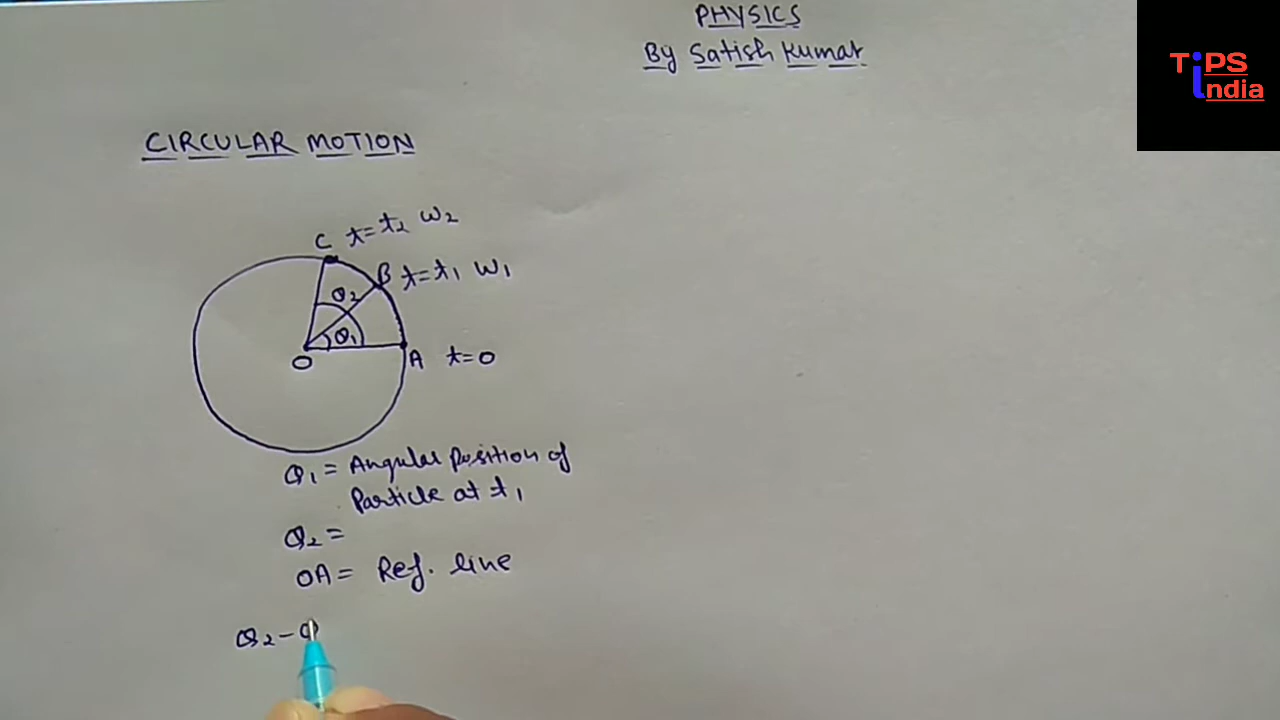 PHYSICS
By Satish Kumar
TiPS
india
CIRCULAR MOTION
C t=t2 ω2
B t=t1 ω1
θ2
θ1
O
A t=0
θ1 = Angular Position of
Particle at t1
θ2 =
OA = Ref. line
θ2 - θ